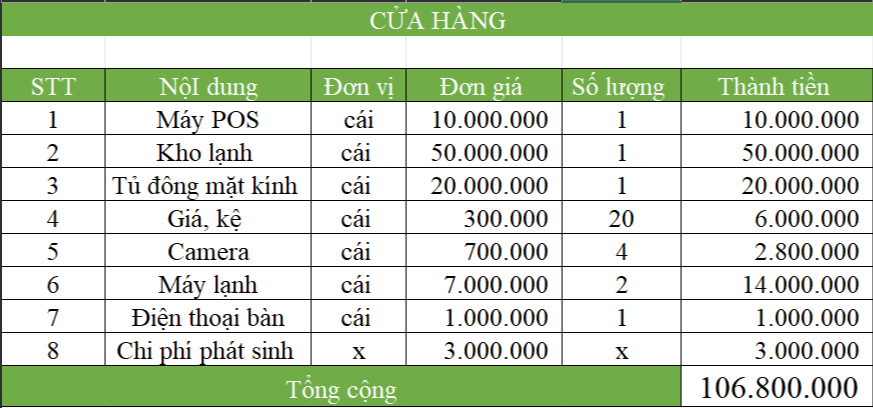 CỬA HÀNG
STT NộI dung Đơn vị Đơn giá Số lượng Thành tiền
1 Máy POS cái 10.000.000 1 10.000.000
2 Kho lạnh cái 50.000.000 1 50.000.000
3 Tủ đông mặt kính cái 20.000.000 1 20.000.000
4 Giá, kệ cái 300.000 20 6.000.000
5 Camera cái 700.000 4 2.800.000
6 Máy lạnh cái 7.000.000 2 14.000.000
7 Điện thoại bàn cái 1.000.000 1 1.000.000
8 Chi phí phát sinh x 3.000.000 x 3.000.000
Tổng cộng 106.800.000